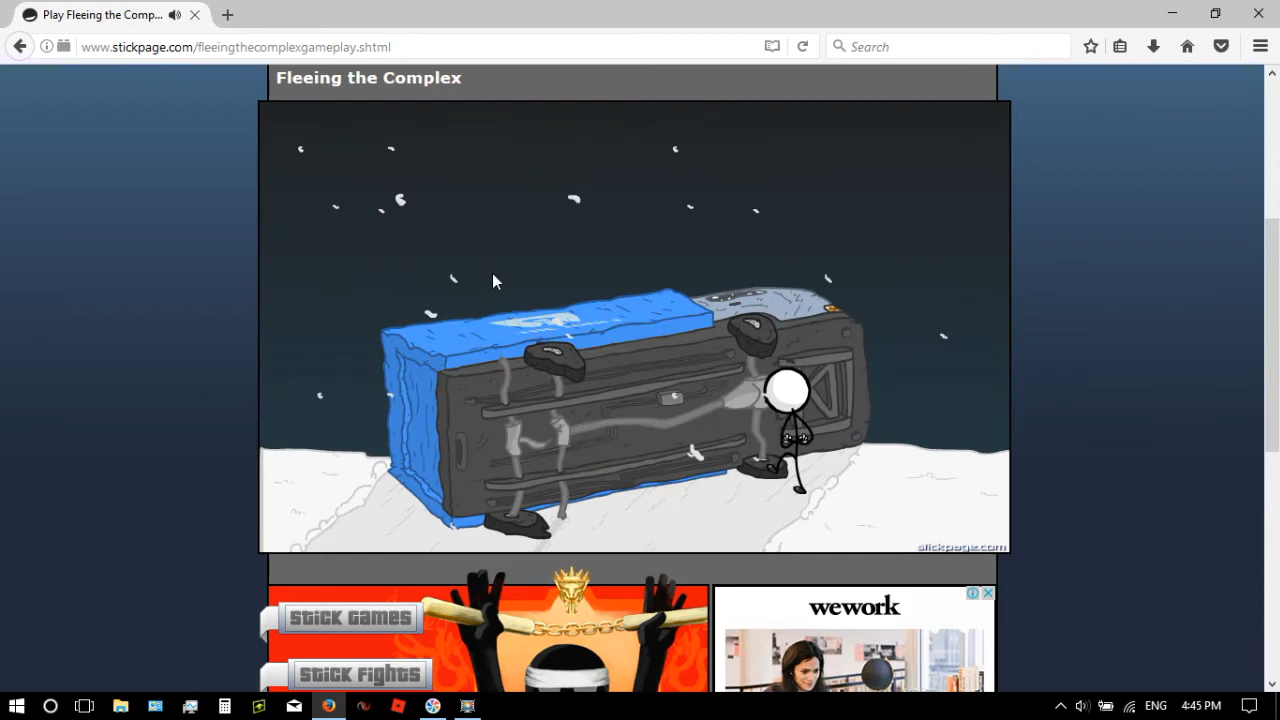 Play Fleeing the Comp...
www.stickpage.com/fleeingthecomplexgameplay.shtml
Search
Fleeing the Complex
stickpage.com
STICK GAMES
STICK FIGHTS
wework
ENG
4:45 PM